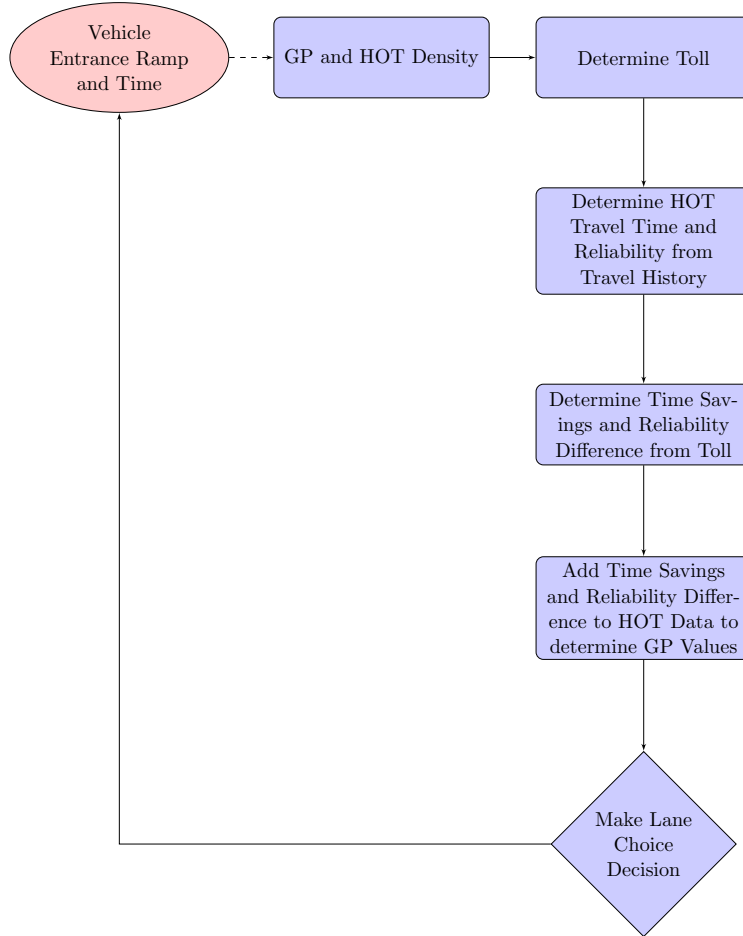 Vehicle
Entrance Ramp
and Time
GP and HOT Density
Determine Toll
Determine HOT
Travel Time and
Reliability from
Travel History
Determine Time Sav-
ings and Reliability
Difference from Toll
Add Time Savings
and Reliability Differ-
ence to HOT Data to
determine GP Values
Make Lane
Choice
Decision